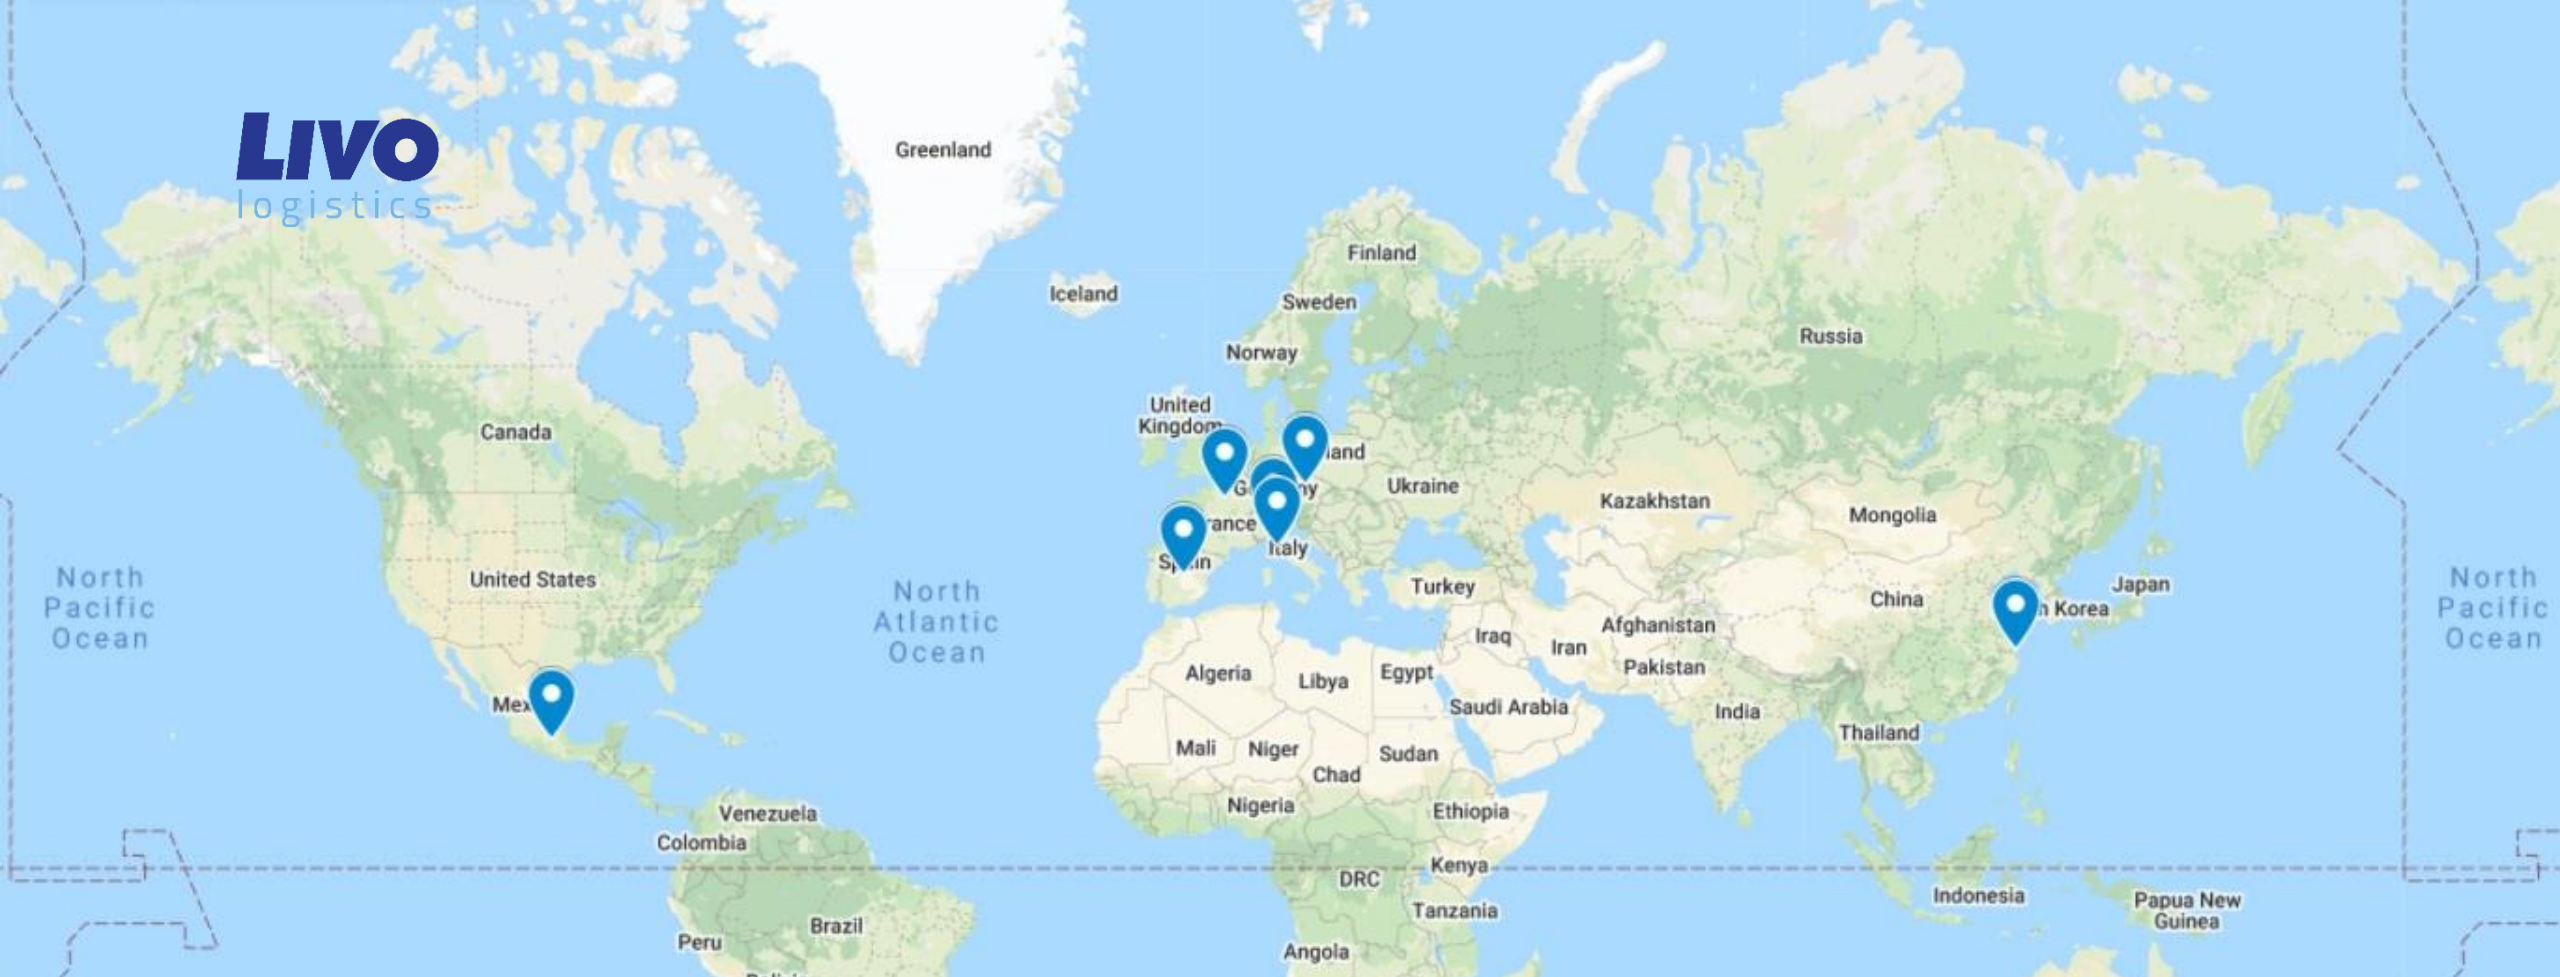 LIVO
logistics
Greenland
Finland
Iceland
Sweden
Russia
Norway
United
Kingdom
Canada
Ukraine
Kazakhstan
Mongolia
Italy
North
Pacific
Ocean
United States
North
Atlantic
Ocean
Turkey
China
Japan
North
Pacific
Ocean
Korea
Afghanistan
Iraq
Iran
Pakistan
Algeria
Libya
Egypt
Saudi Arabia
India
Thailand
Mali
Niger
Sudan
Chad
Nigeria
Ethiopia
Venezuela
Colombia
Kenya
DRC
Tanzania
Indonesia
Papua New
Guinea
Brazil
Peru
Angola